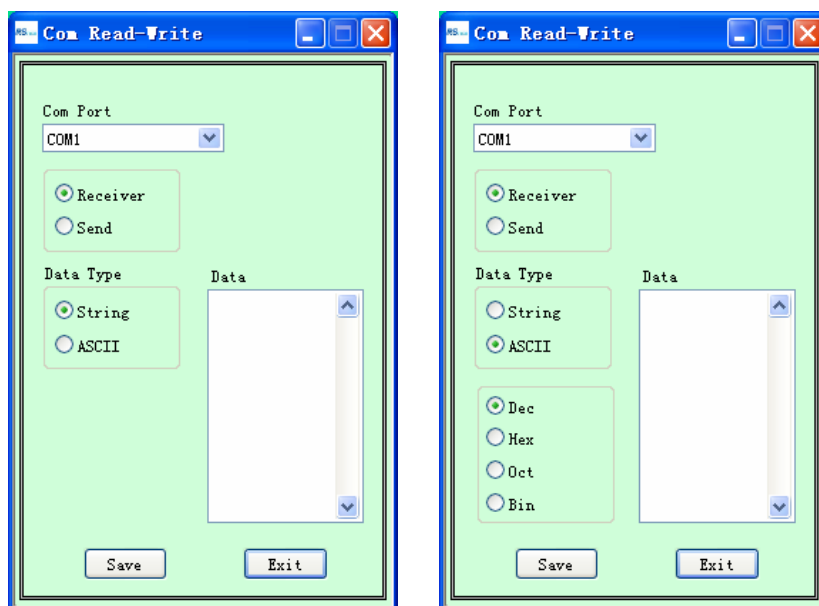 Com Read-Write
Com Port
COM1
Receiver
Send
Data Type
Data
String
ASCII
Save
Exit
Com Read-Write
Com Port
COM1
Receiver
Send
Data Type
Data
String
ASCII
Dec
Hex
Oct
Bin
Save
Exit